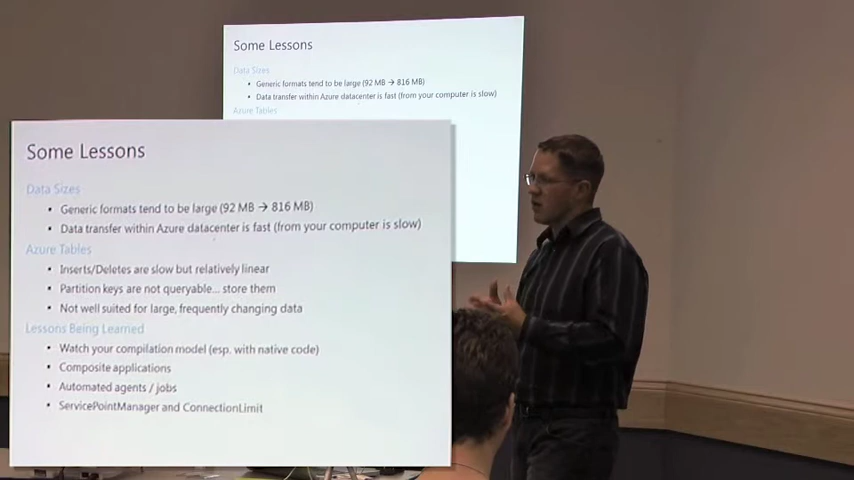 Some Lessons
Data Sizes
• Generic formats tend to be large (92 MB → 816 MB)
• Data transfer within Azure datacenter is fast (from your computer is slow)
Azure Tables
Some Lessons
Data Sizes
• Generic formats tend to be large (92 MB → 816 MB)
• Data transfer within Azure datacenter is fast (from your computer is slow)
Azure Tables
• Inserts/Deletes are slow but relatively linear
• Partition keys are not queryable... store them
• Not well suited for large, frequently changing data
Lessons Being Learned
• Watch your compilation model (esp. with native code)
• Composite applications
• Automated agents / jobs
• ServicePointManager and ConnectionLimit